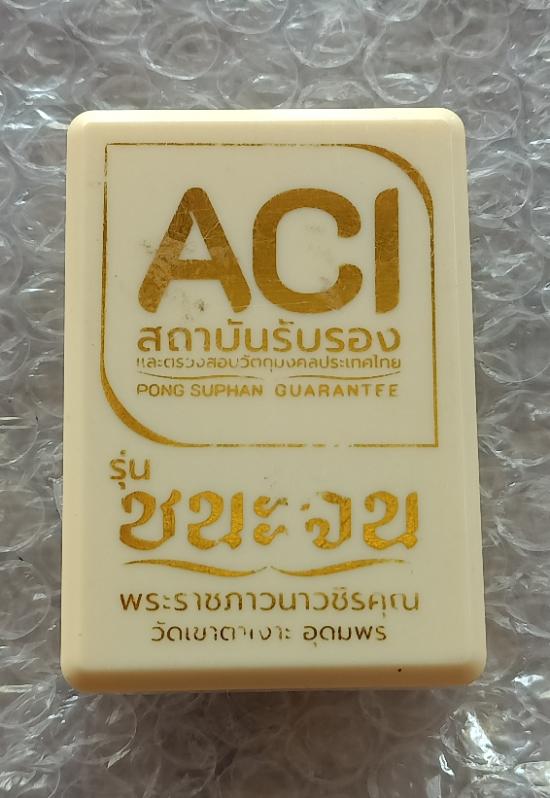 ACI
สถาบันรับรอง
และตรวจสอบวัตถุมงคลประเทศไทย
PONG SUPHAN GUARANTEE
รุ่น
ชนะจน
พระราชภาวนาวชิรคุณ
วัดเขาตาเงาะ อุดมพร